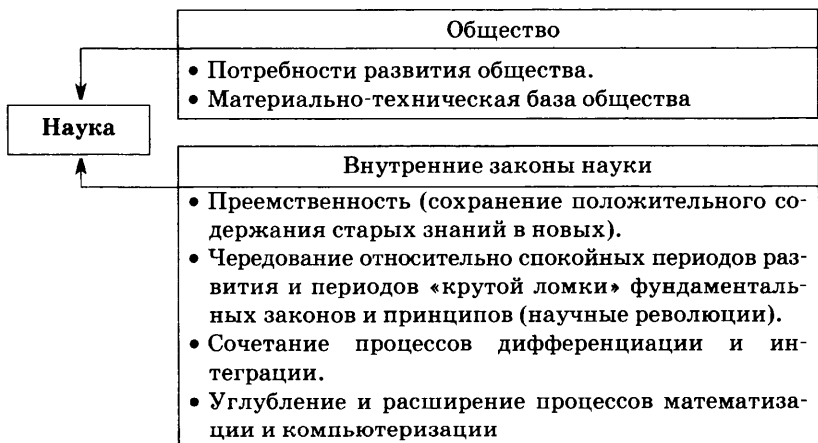 Общество
• Потребности развития общества.
• Материально-техническая база общества
Наука
Внутренние законы науки
• Преемственность (сохранение положительного со-
держания старых знаний в новых).
• Чередование относительно спокойных периодов раз-
вития и периодов «крутой ломки» фундаменталь-
ных законов и принципов (научные революции).
• Сочетание процессов дифференциации и ин-
теграции.
• Углубление и расширение процессов математиза-
ции и компьютеризации